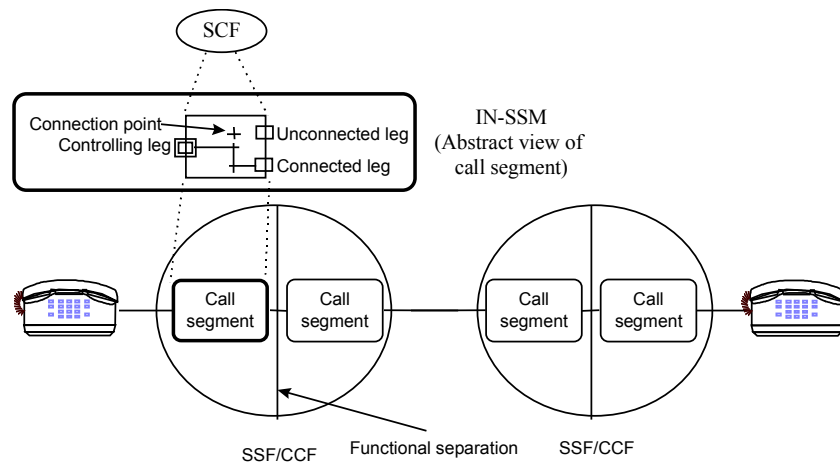 SCF
Connection point
Controlling leg
Unconnected leg
Connected leg
IN-SSM
(Abstract view of
call segment)
Call
segment
Call
segment
Call
segment
Call
segment
SSF/CCF
Functional separation
SSF/CCF